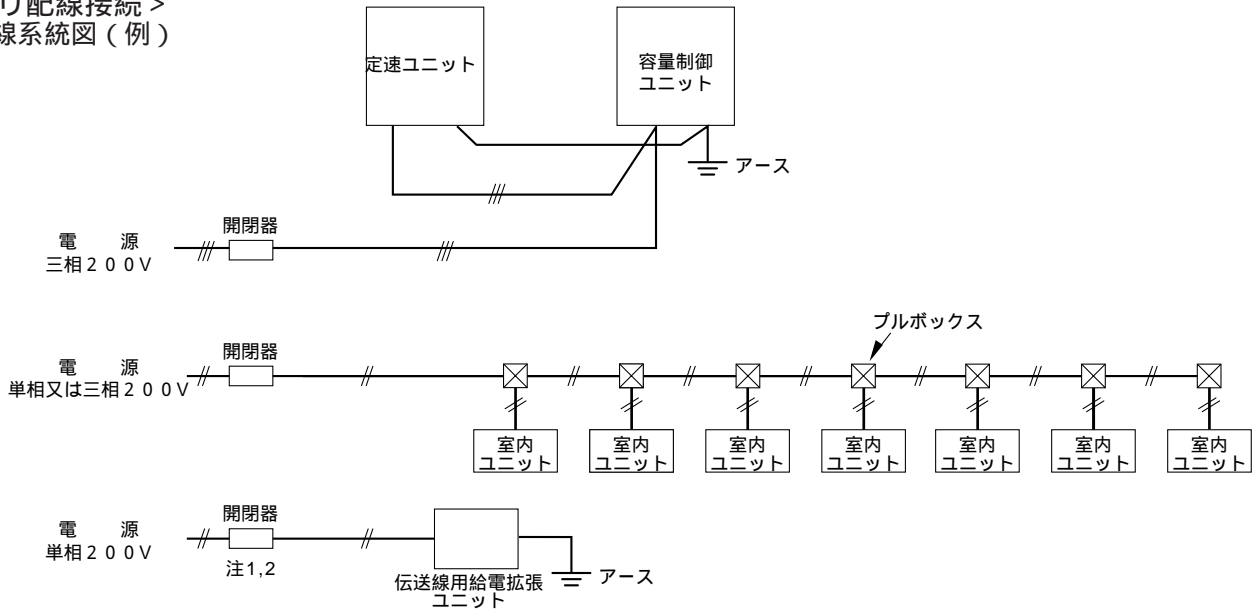 り配線接続>
線系統図(例)
定速ユニット
容量制御
ユニット
アース
開閉器
電 源
三相200V
プルボックス
開閉器
電 源
単相又は三相200V
室内
ユニット
室内
ユニット
室内
ユニット
室内
ユニット
室内
ユニット
室内
ユニット
室内
ユニット
開閉器
電 源
単相200V
注1,2
伝送線用給電拡張
ユニット
アース